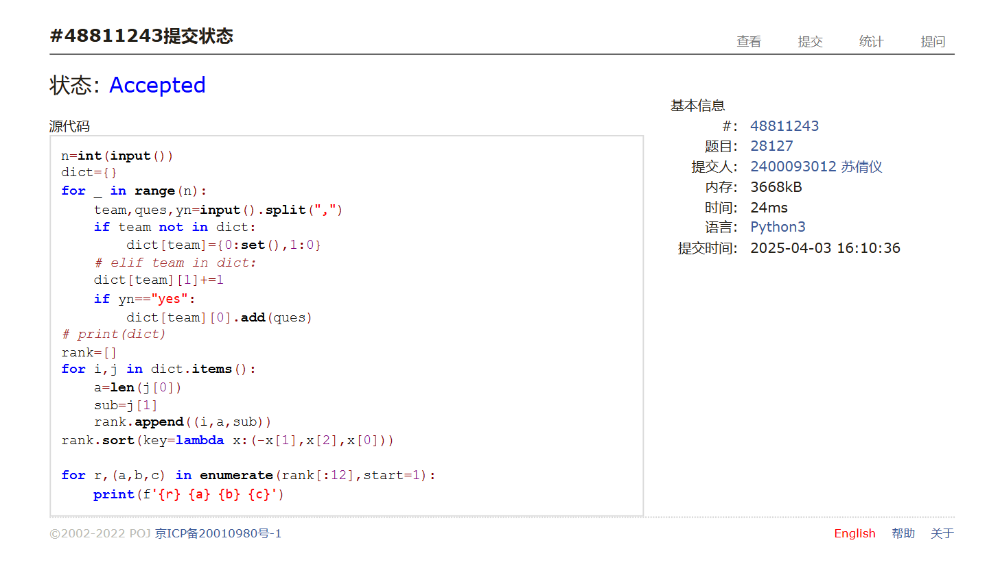 #48811243提交状态
查看 提交 统计 提问
状态: Accepted
源代码
n=int(input())
dict={}
for _ in range(n):
    team,ques,yn=input().split(",")
    if team not in dict:
        dict[team]={0:set(),1:0}
    # elif team in dict:
    dict[team][1]+=1
    if yn=="yes":
        dict[team][0].add(ques)
# print(dict)
rank=[]
for i,j in dict.items():
    a=len(j[0])
    sub=j[1]
    rank.append((i,a,sub))
rank.sort(key=lambda x:(-x[1],x[2],x[0]))
for r,(a,b,c) in enumerate(rank[:12],start=1):
    print(f'{r} {a} {b} {c}')
基本信息
#: 48811243
题目: 28127
提交人: 2400093012 苏倩仪
内存: 3668kB
时间: 24ms
语言: Python3
提交时间: 2025-04-03 16:10:36
©2002-2022 POJ 京ICP备20010980号-1
English 帮助 关于